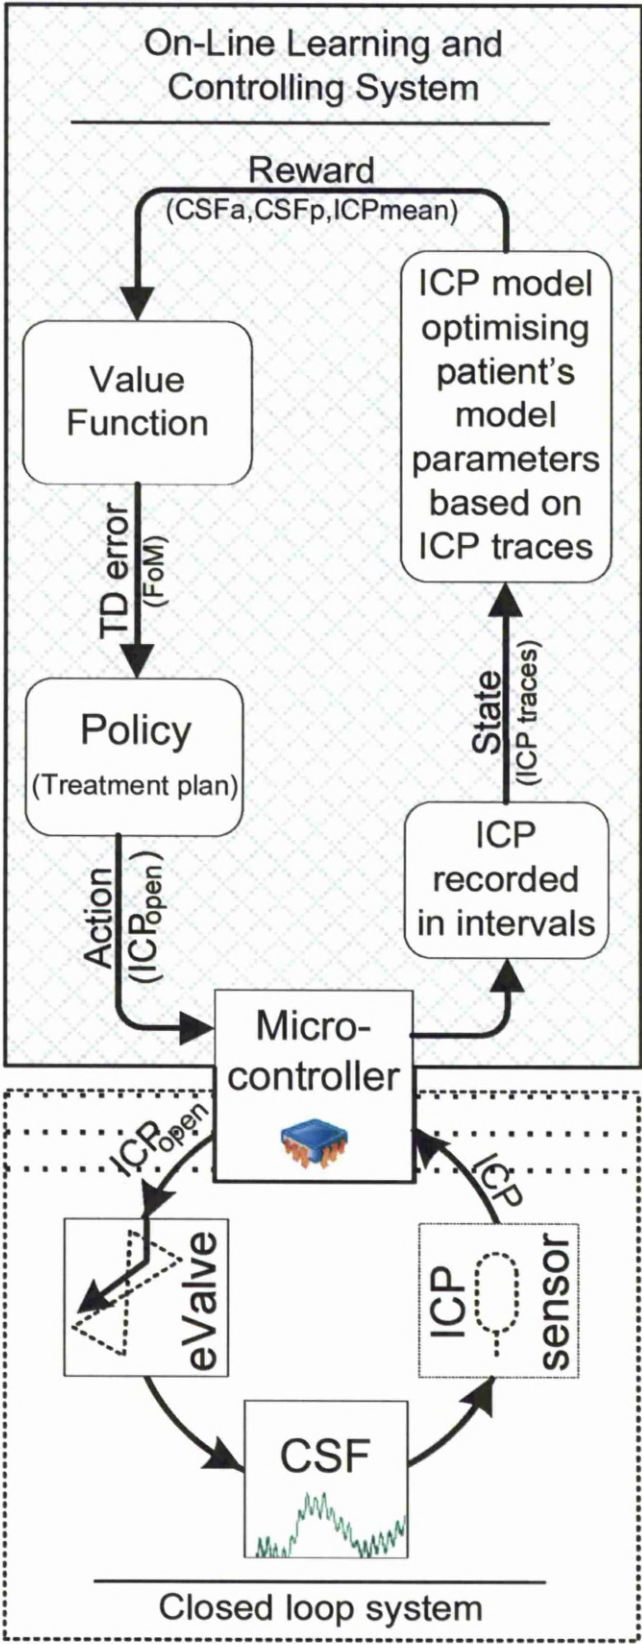 On-Line Learning and
Controlling System
Reward
(CSFa,CSFp,ICPmean)
Value
Function
ICP model
optimising
patient's
model
parameters
based on
ICP traces
TD error
(FoM)
State
(ICP traces)
Policy
(Treatment plan)
ICP
recorded
in intervals
Action
(ICPopen)
Micro-
controller
ICPopen
ICP
eValve
ICP
sensor
CSF
Closed loop system